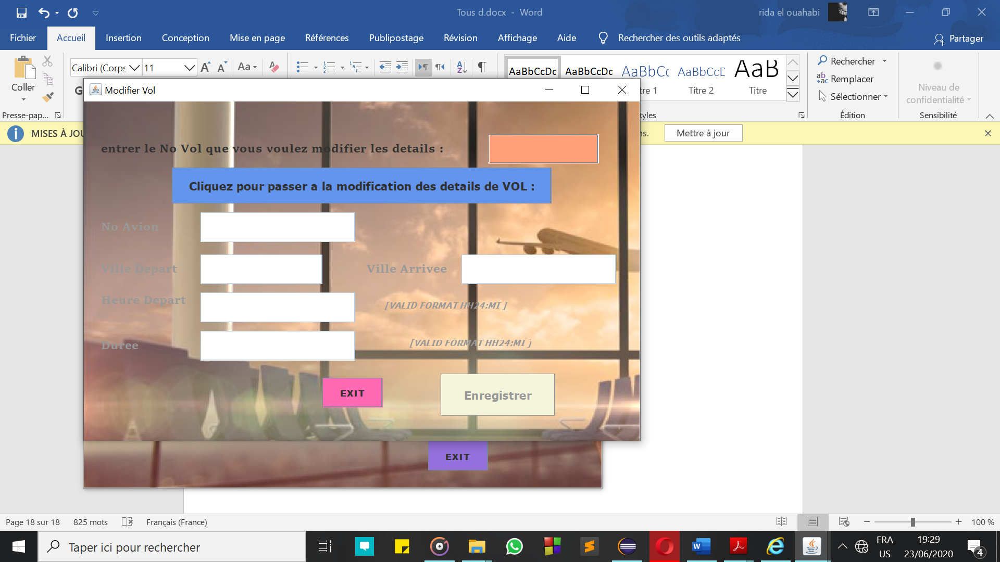 Tous d.docx - Word
rida el ouahabi
Fichier
Accueil
Insertion
Conception
Mise en page
Références
Publipostage
Révision
Affichage
Aide
Rechercher des outils adaptés
Partager
Coller
Presse-pap...
Calibri (Corps
11
Aa
G
AaBbCcDc
AaBbCcDc
AaBbCc
AaBbCcD
AaB
tre 1
Titre 2
Titre
tyles
Rechercher
Remplacer
Sélectionner
Édition
Niveau de
confidentialité
Sensibilité
MISES À JOU
ns.
Mettre à jour
Modifier Vol
entrer le No Vol que vous voulez modifier les details :
Cliquez pour passer a la modification des details de VOL :
No Avion
Ville Depart
Ville Arrivee
Heure Depart
[VALID FORMAT HH24:MI ]
Duree
[VALID FORMAT HH24:MI ]
EXIT
Enregistrer
EXIT
Page 18 sur 18
825 mots
Français (France)
100 %
Taper ici pour rechercher
FRA
US
19:29
23/06/2020
4